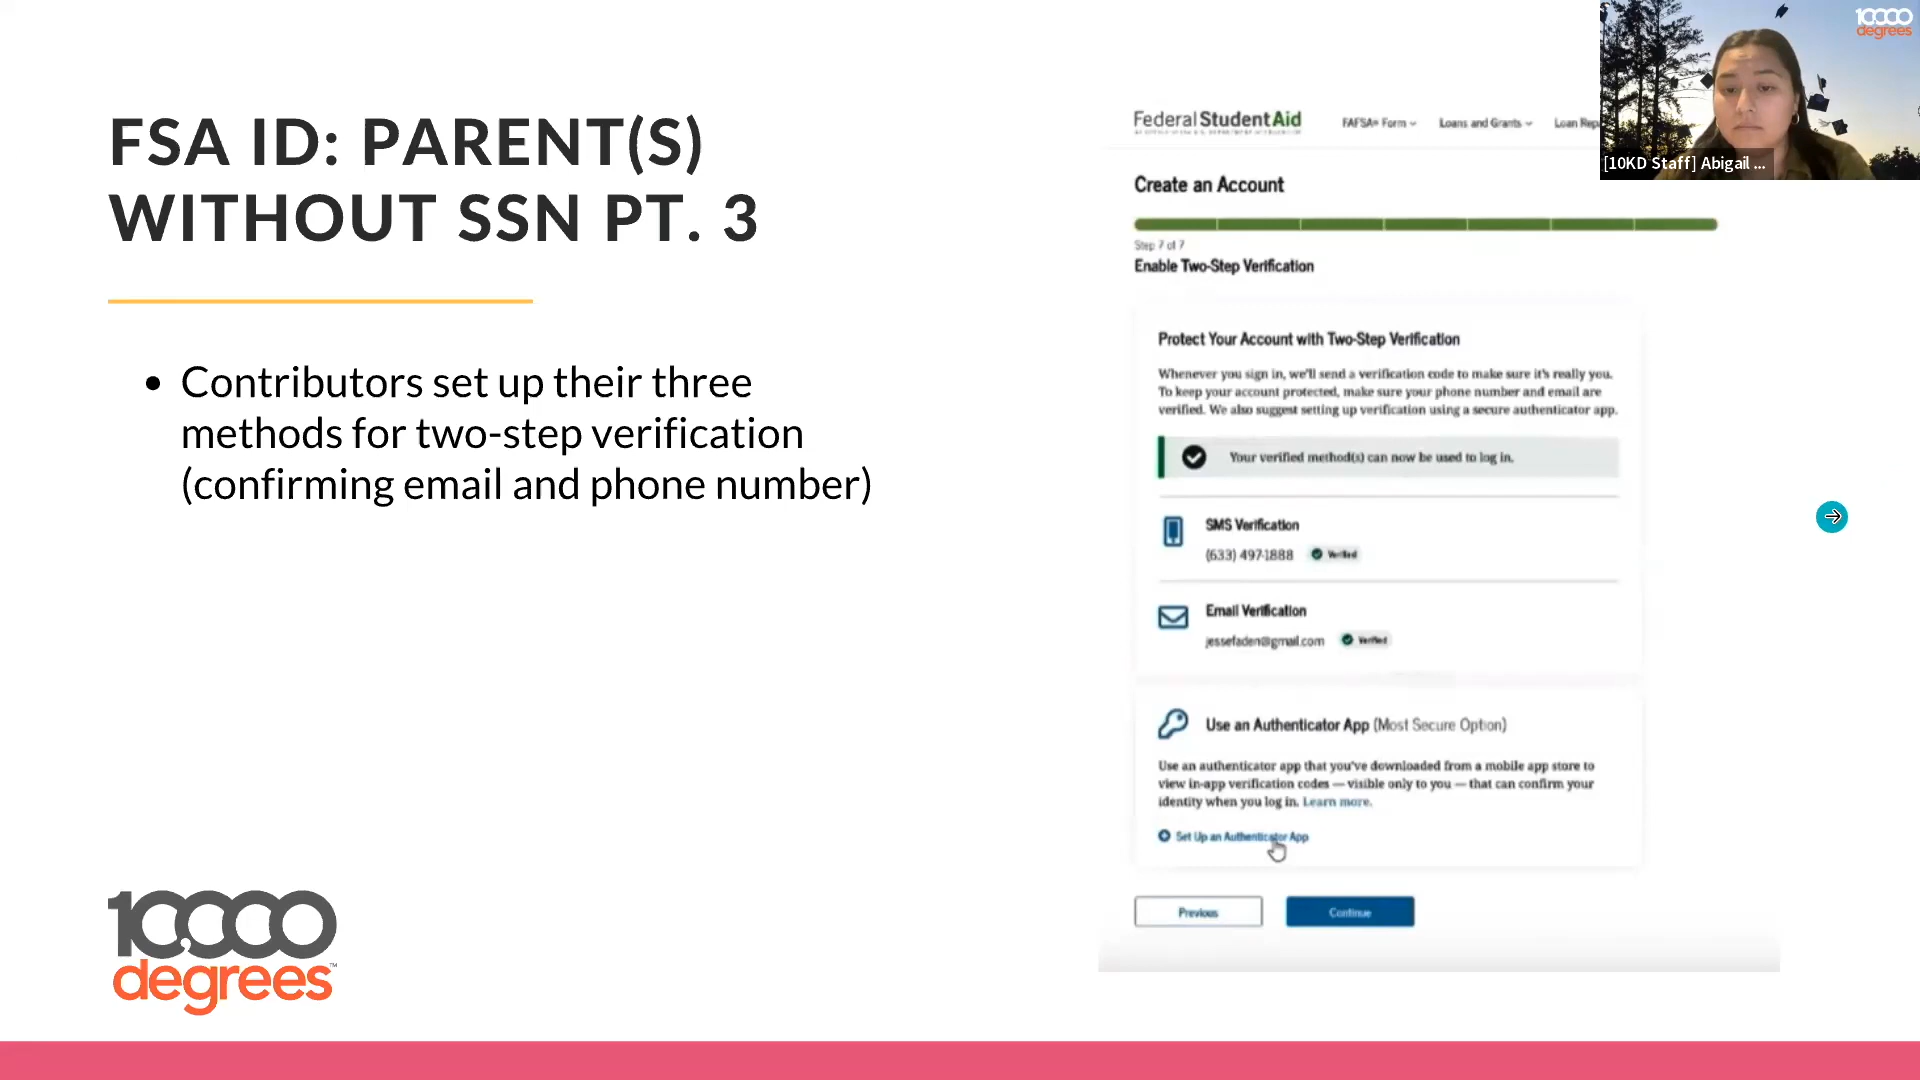 FSA ID: PARENT(S)
WITHOUT SSN PT. 3
• Contributors set up their three
methods for two-step verification
(confirming email and phone number)
10,000
degrees™
Federal Student Aid
FAFSA® Form
Loans and Grants
Loan Rep
Create an Account
Step 7 of 7
Enable Two-Step Verification
Protect Your Account with Two-Step Verification
Whenever you sign in, we'll send a verification code to make sure it's really you.
To keep your account protected, make sure your phone number and email are
verified. We also suggest setting up verification using a secure authenticator app.
Your verified method(s) can now be used to log in.
SMS Verification
(633) 497-1888 Verified
Email Verification
jessefaden@gmail.com Verified
Use an Authenticator App (Most Secure Option)
Use an authenticator app that you've downloaded from a mobile app store to
view in-app verification codes — visible only to you — that can confirm your
identity when you log in. Learn more.
Set Up an Authenticator App
Previous
Continue
10,000
degrees
[10KD Staff] Abigail ...